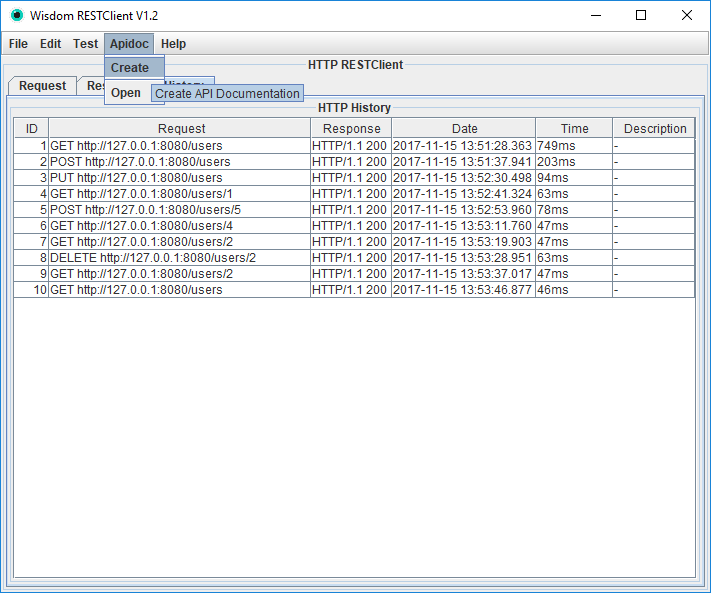 Wisdom RESTClient V1.2
File Edit Test Apidoc Help
Create
HTTP RESTClient
Request
Open
Create API Documentation
HTTP History
ID Request Response Date Time Description
1 GET http://127.0.0.1:8080/users HTTP/1.1 200 2017-11-15 13:51:28.363 749ms -
2 POST http://127.0.0.1:8080/users HTTP/1.1 200 2017-11-15 13:51:37.941 203ms -
3 PUT http://127.0.0.1:8080/users HTTP/1.1 200 2017-11-15 13:52:30.498 94ms -
4 GET http://127.0.0.1:8080/users/1 HTTP/1.1 200 2017-11-15 13:52:41.324 63ms -
5 POST http://127.0.0.1:8080/users/5 HTTP/1.1 200 2017-11-15 13:52:53.960 78ms -
6 GET http://127.0.0.1:8080/users/4 HTTP/1.1 200 2017-11-15 13:53:11.760 47ms -
7 GET http://127.0.0.1:8080/users/2 HTTP/1.1 200 2017-11-15 13:53:19.903 47ms -
8 DELETE http://127.0.0.1:8080/users/2 HTTP/1.1 200 2017-11-15 13:53:28.951 63ms -
9 GET http://127.0.0.1:8080/users/2 HTTP/1.1 200 2017-11-15 13:53:37.017 47ms -
10 GET http://127.0.0.1:8080/users HTTP/1.1 200 2017-11-15 13:53:46.877 46ms -